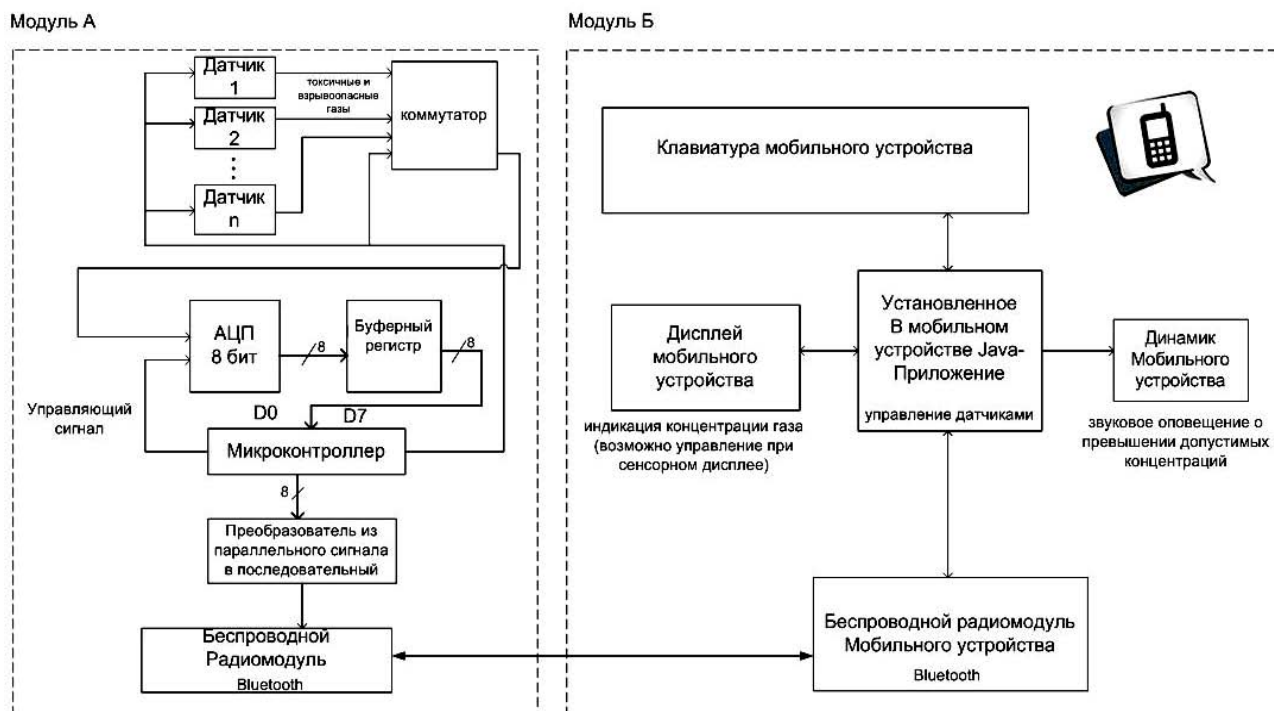 Модуль А
Датчик
1
Датчик
2
Датчик
n
токсичные и
взрывоопасные
газы
коммутатор
АЦП
8 бит
8
Буферный
регистр
8
Управляющий
сигнал
D0
D7
Микроконтроллер
8
Преобразователь из
параллельного сигнала
в последовательный
Беспроводной
Радиомодуль
Bluetooth
Модуль Б
Клавиатура мобильного устройства
Дисплей
мобильного
устройства
индикация концентрации газа
(возможно управление при
сенсорном дисплее)
Установленное
В мобильном
устройстве Java-
Приложение
управление датчиками
Динамик
Мобильного
устройства
звуковое оповещение о
превышении допустимых
концентраций
Беспроводной радиомодуль
Мобильного устройства
Bluetooth